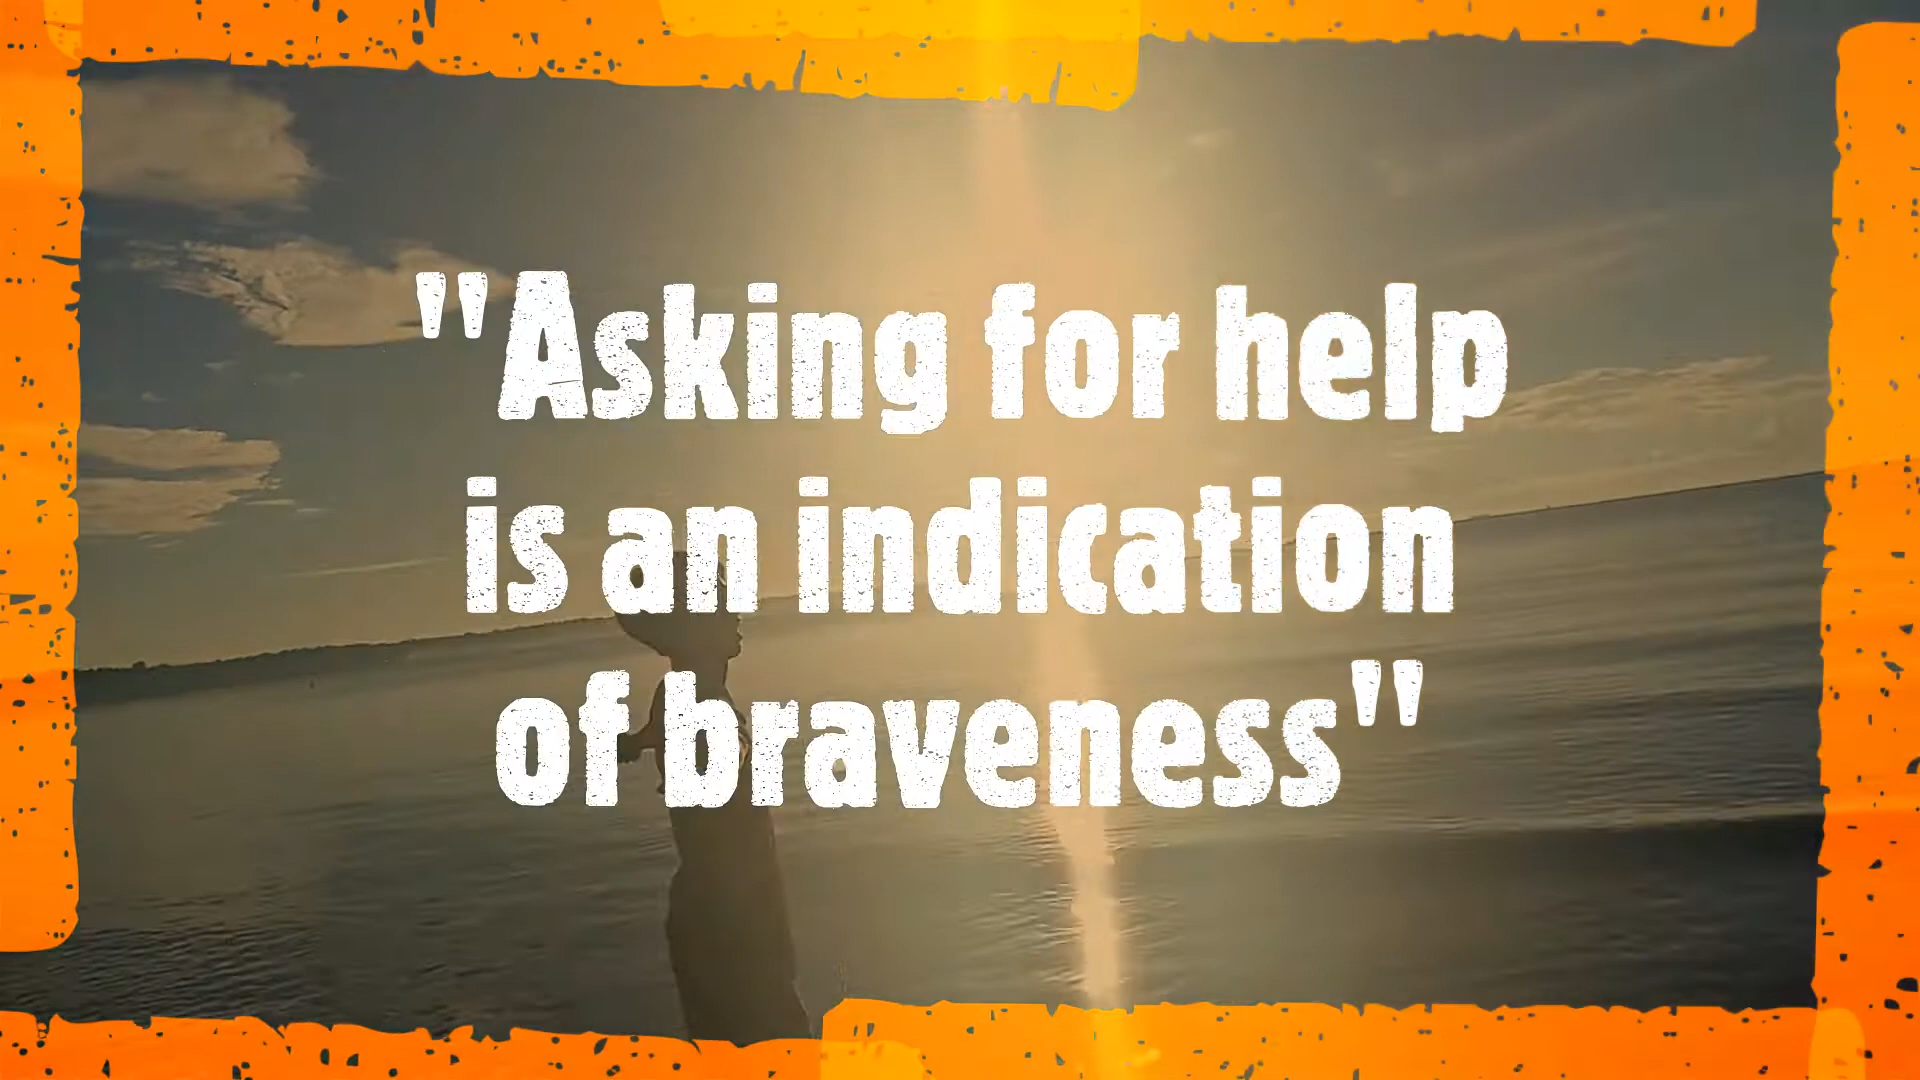 "Asking for help
is an indication
of braveness"